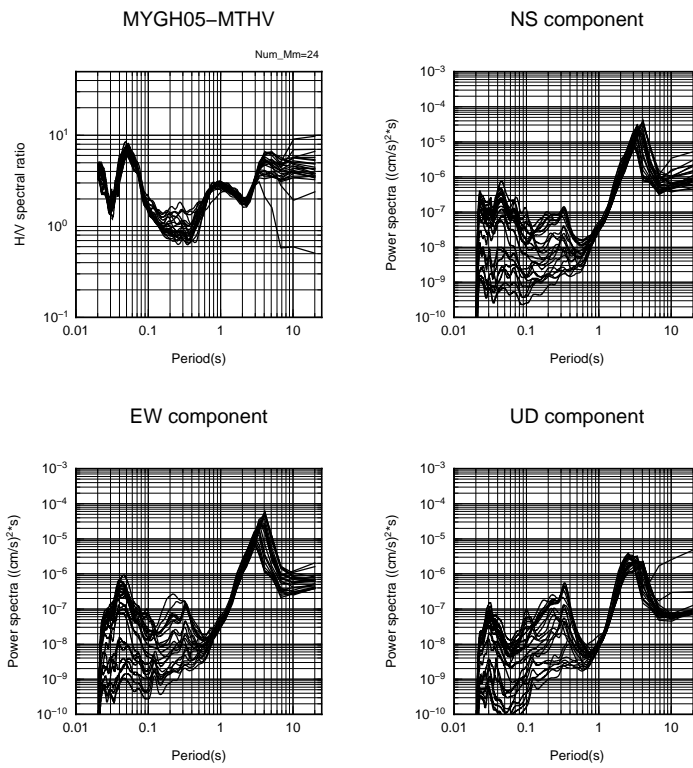 MYGH05−MTHV
Num_Mm=24
H/V spectral ratio
10^1
10^0
10^−1
0.01 0.1 1 10
Period(s)
NS component
Power spectra ((cm/s)^2*s)
10^−3
10^−4
10^−5
10^−6
10^−7
10^−8
10^−9
10^−10
0.01 0.1 1 10
Period(s)
EW component
Power spectra ((cm/s)^2*s)
10^−3
10^−4
10^−5
10^−6
10^−7
10^−8
10^−9
10^−10
0.01 0.1 1 10
Period(s)
UD component
Power spectra ((cm/s)^2*s)
10^−3
10^−4
10^−5
10^−6
10^−7
10^−8
10^−9
10^−10
0.01 0.1 1 10
Period(s)